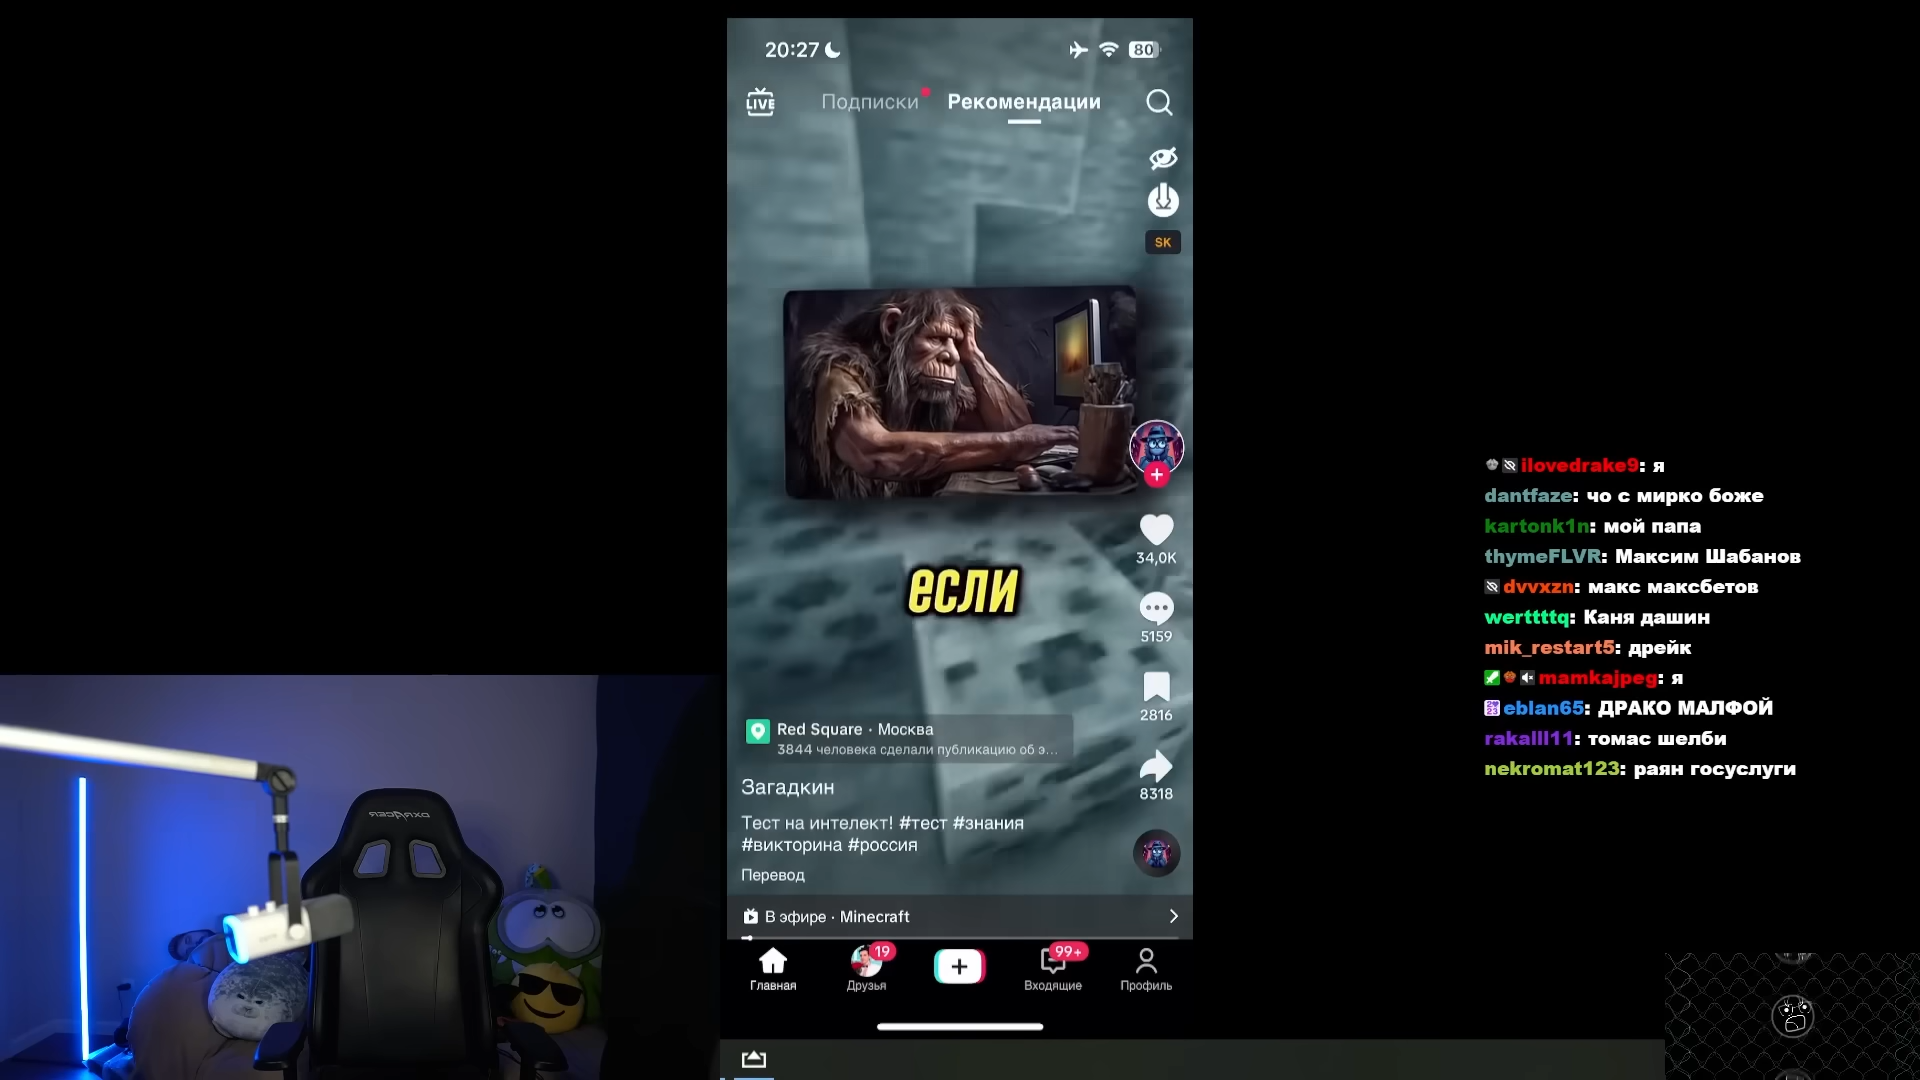 20:27
80
LIVE
Подписки
Рекомендации
SK
34,0K
если
5159
2816
Red Square · Москва
3844 человека сделали публикацию об э...
8318
Загадкин
Тест на интелект! #тест #знания
#викторина #россия
Перевод
В эфире · Minecraft
19
99+
Главная
Друзья
Входящие
Профиль
ilovedrake9: я
dantfaze: чо с мирко боже
kartonk1n: мой папа
thymeFLVR: Максим Шабанов
dvvxzn: макс максбетов
werttttq: Каня дашин
mik_restart5: дрейк
mamkajpeg: я
eblan65: ДРАКО МАЛФОЙ
rakalll11: томас шелби
nekromat123: раян госуслуги
DXRACER